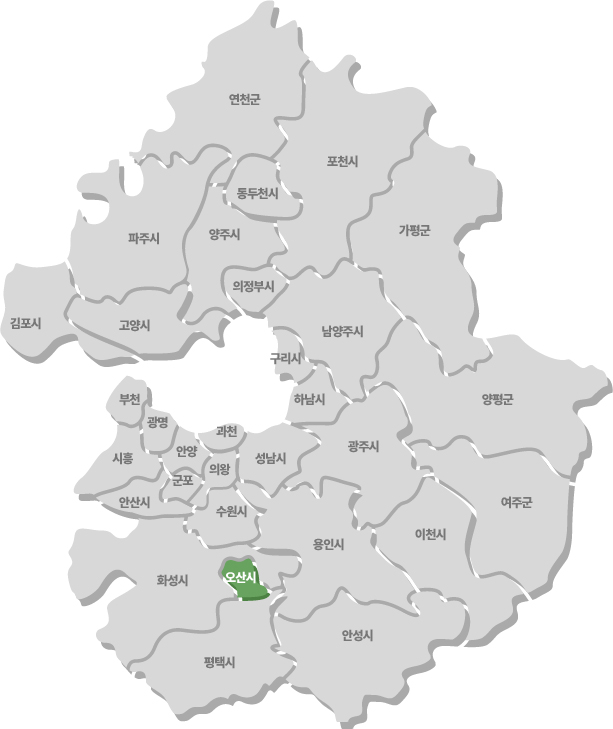 연천군
포천시
동두천시
가평군
파주시
양주시
의정부시
김포시
고양시
남양주시
구리시
부천
하남시
양평군
광명
과천
안양
광주시
시흥
의왕
성남시
군포
안산시
수원시
여주군
이천시
용인시
화성시
오산시
안성시
평택시